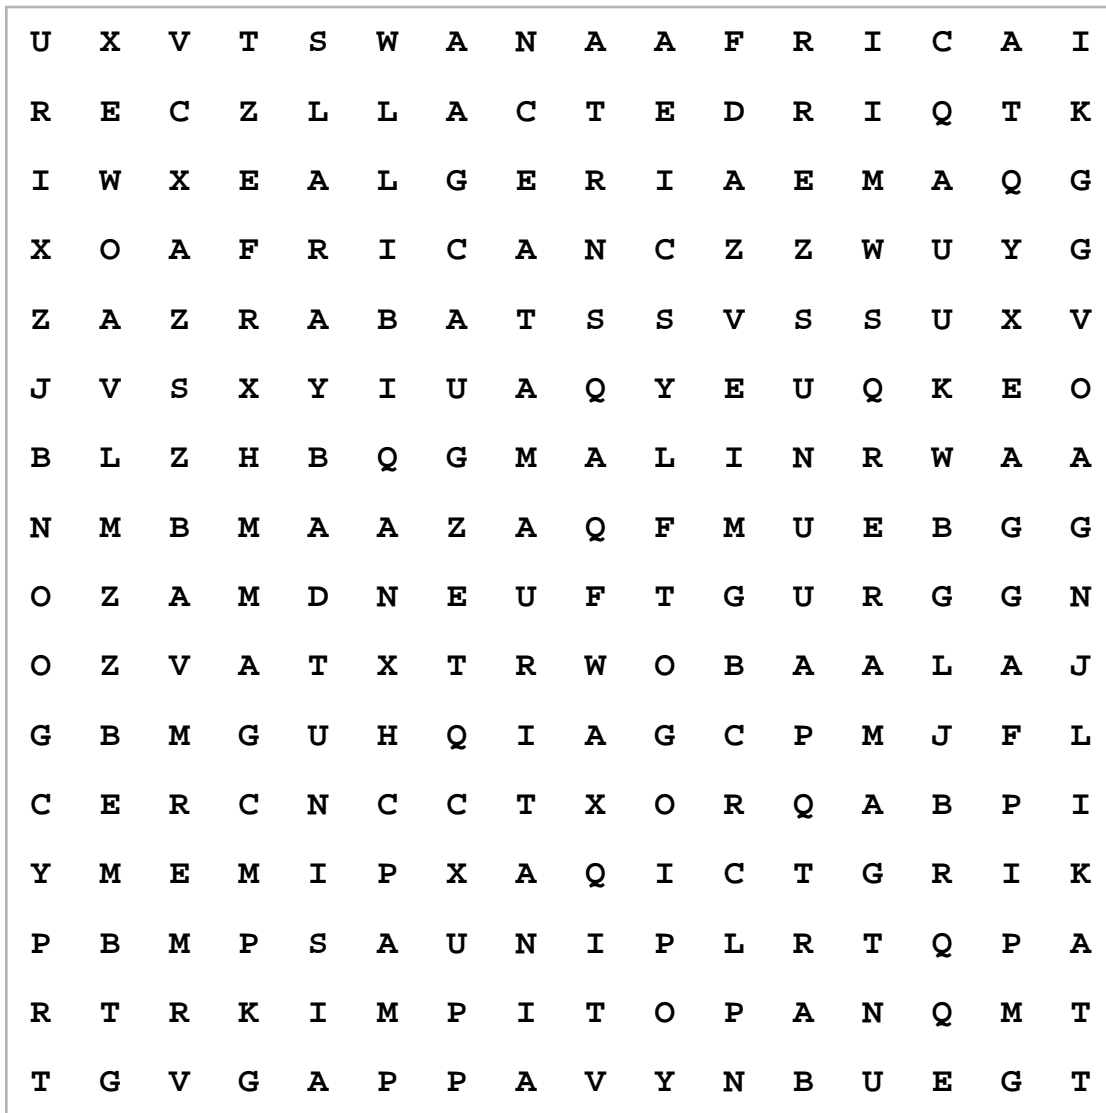 U X V T S W A N A A F R I C A I
R E C Z L L A C T E D R I Q T K
I W X E A L G E R I A E M A Q G
X O A F R I C A N C Z Z W U Y G
Z A Z R A B A T S S V S S U X V
J V S X Y I U A Q Y E U Q K E O
B L Z H B Q G M A L I N R W A A
N M B M A A Z A Q F M U E B G G
O Z A M D N E U F T G U R G G N
O Z V A T X T R W O B A A L A J
G B M G U H Q I A G C P M J F L
C E R C N C C T X O R Q A B P I
Y M E M I P X A Q I C T G R I K
P B M P S A U N I P L R T Q P A
R T R K I M P I T O P A N Q M T
T G V G A P P A V Y N B U E G T